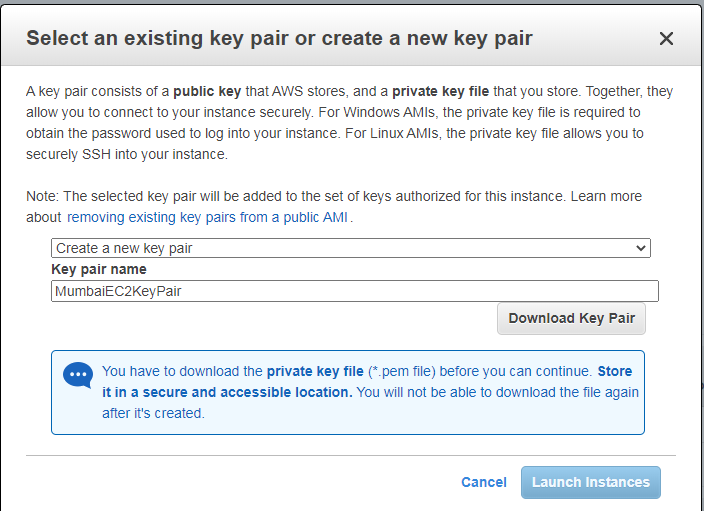 Select an existing key pair or create a new key pair
A key pair consists of a public key that AWS stores, and a private key file that you store. Together, they
allow you to connect to your instance securely. For Windows AMIs, the private key file is required to
obtain the password used to log into your instance. For Linux AMIs, the private key file allows you to
securely SSH into your instance.
Note: The selected key pair will be added to the set of keys authorized for this instance. Learn more
about removing existing key pairs from a public AMI.
Create a new key pair
Key pair name
MumbaiEC2KeyPair
Download Key Pair
You have to download the private key file (*.pem file) before you can continue. Store
it in a secure and accessible location. You will not be able to download the file again
after it's created.
Cancel Launch Instances